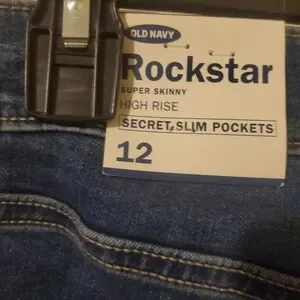 OLD NAVY
Rockstar
SUPER SKINNY
HIGH RISE
SECRET SLIM POCKETS
12